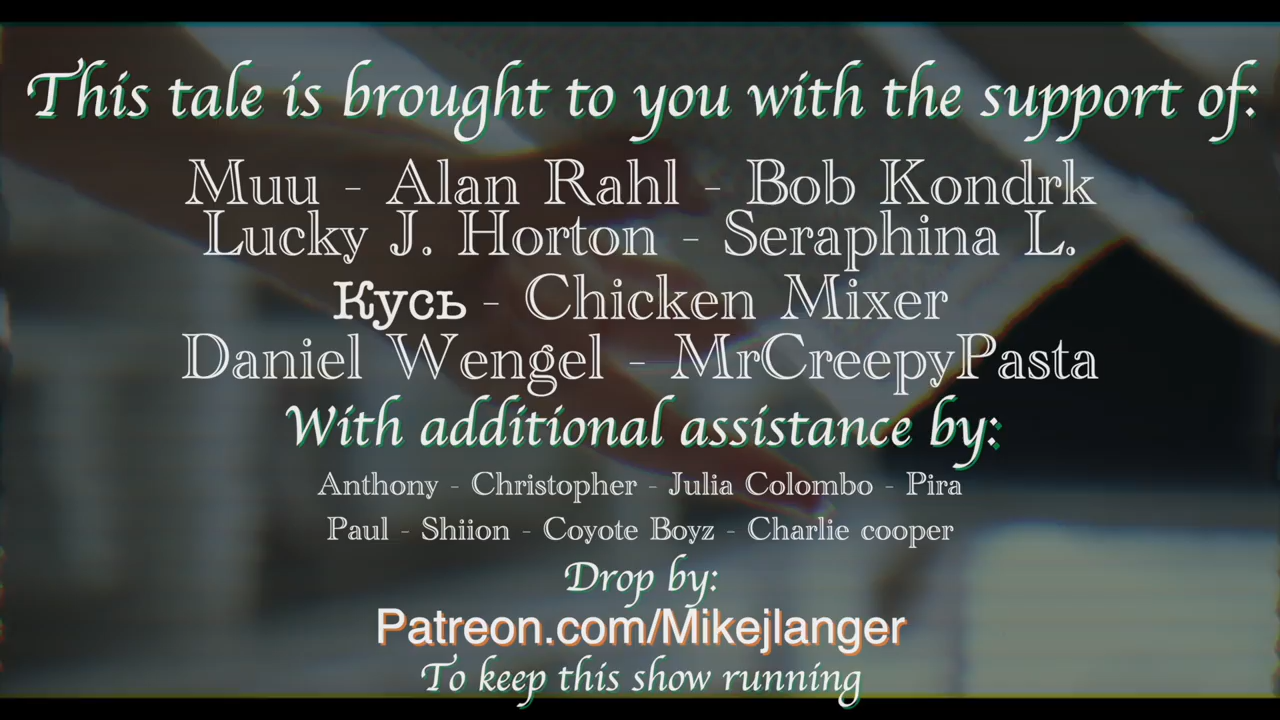 This tale is brought to you with the support of:
Muu - Alan Rahl - Bob Kondrk
Lucky J. Horton - Seraphina L.
Кусь - Chicken Mixer
Daniel Wengel - MrCreepyPasta
With additional assistance by:
Anthony - Christopher - Julia Colombo - Pira
Paul - Shiion - Coyote Boyz - Charlie cooper
Drop by:
Patreon.com/Mikejlanger
To keep this show running